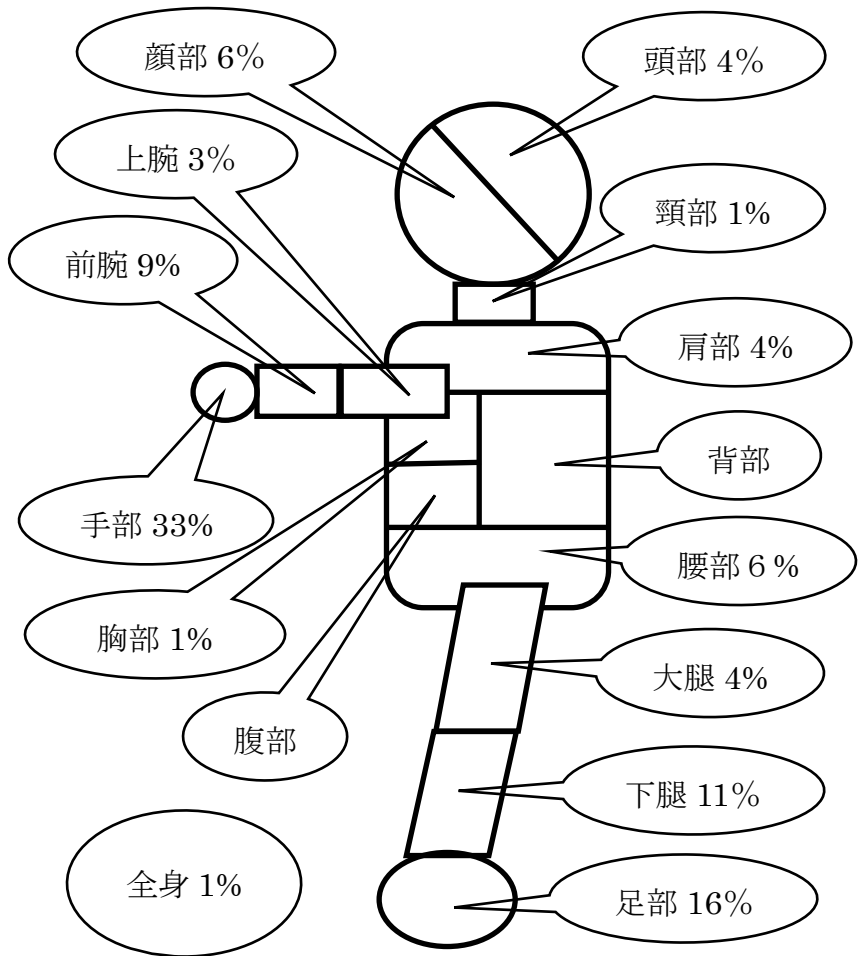 顔部 6%
頭部 4%
上腕 3%
頸部 1%
前腕 9%
肩部 4%
背部
手部 33%
腰部６%
胸部 1%
大腿 4%
腹部
下腿 11%
全身 1%
足部 16%